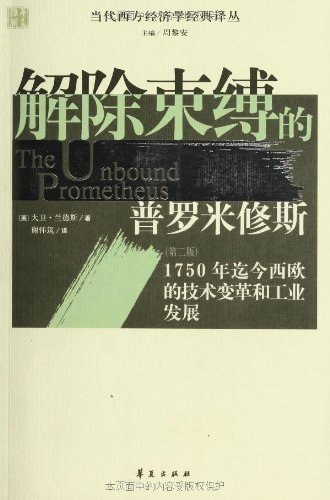 当代西方经济学经典译丛
主编/周黎安
解除束缚的
The Unbound
Prometheus
普罗米修斯
[英]大卫·兰德斯/著
谢怀筑/译
(第二版)
1750年迄今西欧
的技术变革和工业
发展
华夏出版社
本页面中的内容受版权保护